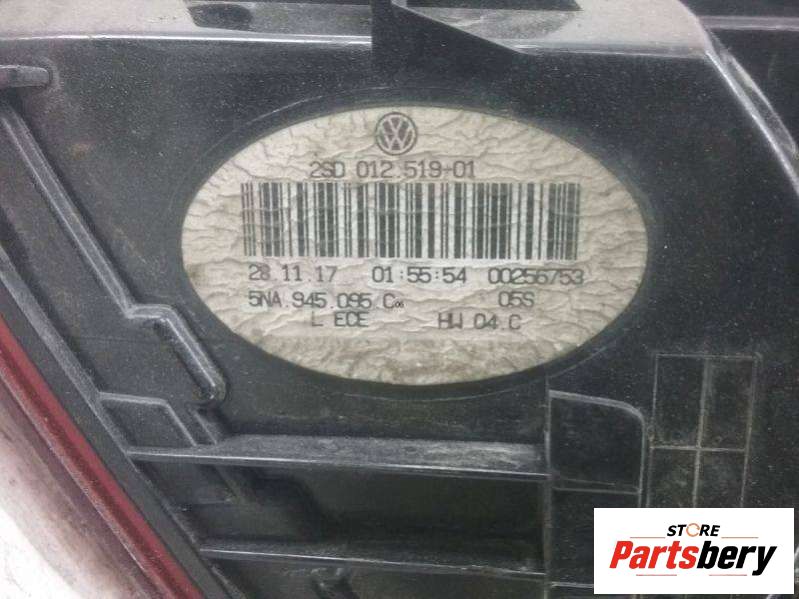 2SD 012.519-01
28.11.17 01:55:54 00256753
5NA.945.095.C 05S
L ECE HW 04 C
STORE
Partsbery